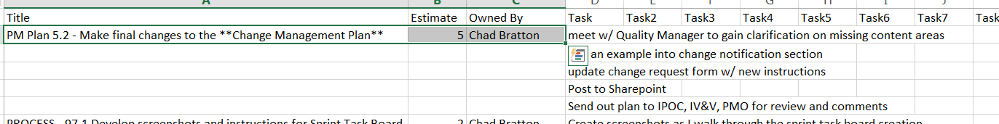 A B C D E F G H I J
Title Estimate Owned By Task Task2 Task3 Task4 Task5 Task6 Task7 Task
PM Plan 5.2 - Make final changes to the **Change Management Plan** 5 Chad Bratton meet w/ Quality Manager to gain clarification on missing content areas
an example into change notification section
update change request form w/ new instructions
Post to Sharepoint
Send out plan to IPOC, IV&V, PMO for review and comments
PROCESS - 97.1 Develop screenshots and instructions for Sprint Task Board 2 Chad Bratton Create screenshots as I walk through the sprint task board creation